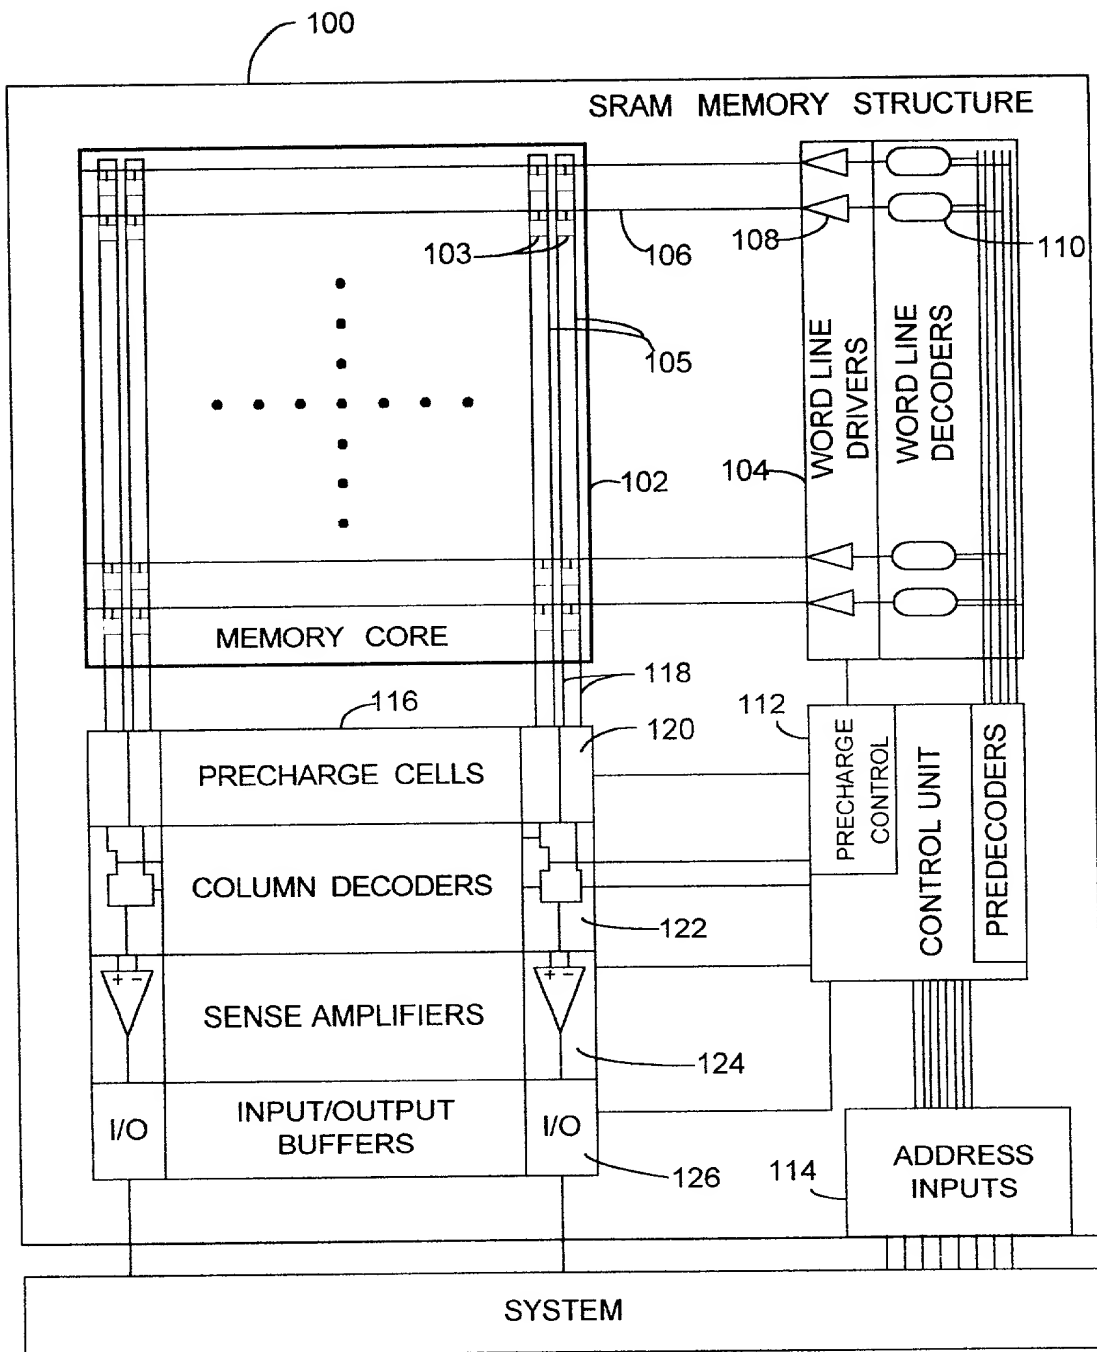 100
SRAM MEMORY STRUCTURE
103
106
108
110
105
WORD LINE
DRIVERS
WORD LINE
DECODERS
102
104
MEMORY CORE
118
116
112
120
PRECHARGE CELLS
PRECHARGE
CONTROL
CONTROL UNIT
PREDECODERS
COLUMN DECODERS
122
+ −
+ −
SENSE AMPLIFIERS
124
I/O
INPUT/OUTPUT
BUFFERS
I/O
126
114
ADDRESS
INPUTS
SYSTEM